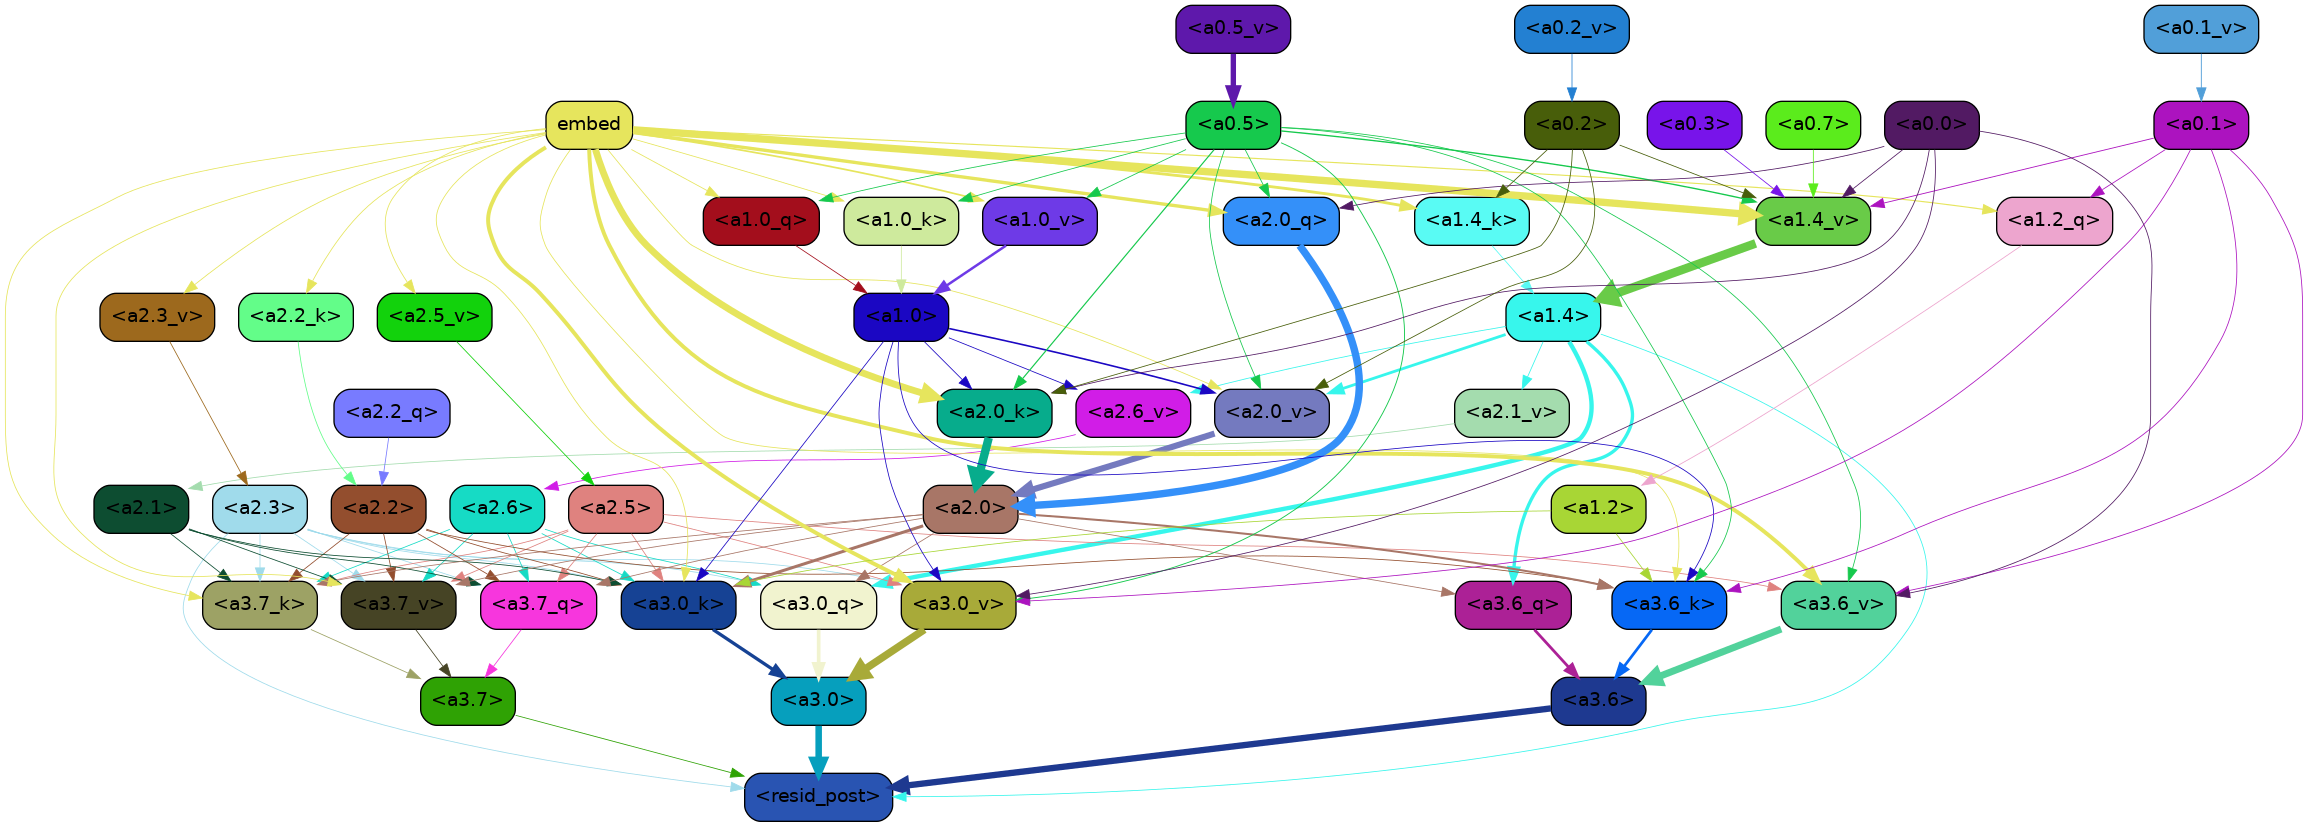 <a0.5_v>
<a0.2_v>
<a0.1_v>
embed
<a0.5>
<a0.2>
<a0.3>
<a0.7>
<a0.0>
<a0.1>
<a1.0_q>
<a1.0_k>
<a1.0_v>
<a2.0_q>
<a1.4_k>
<a1.4_v>
<a1.2_q>
<a2.3_v>
<a2.2_k>
<a2.5_v>
<a1.0>
<a1.4>
<a2.2_q>
<a2.0_k>
<a2.6_v>
<a2.0_v>
<a2.1_v>
<a2.1>
<a2.3>
<a2.2>
<a2.6>
<a2.5>
<a2.0>
<a1.2>
<a3.7_k>
<a3.7_v>
<a3.7_q>
<a3.0_k>
<a3.0_q>
<a3.0_v>
<a3.6_q>
<a3.6_k>
<a3.6_v>
<a3.7>
<a3.0>
<a3.6>
<resid_post>